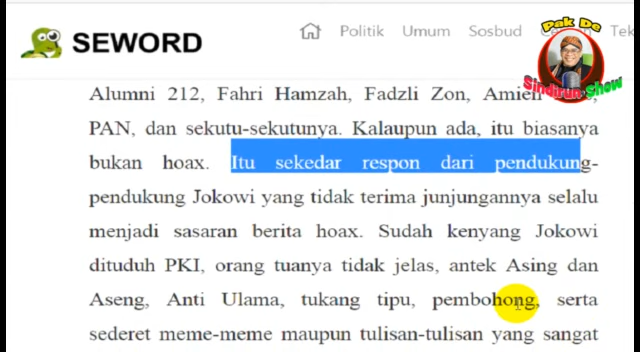 SEWORD
Politik Umum Sosbud
Pak De
Sindirun Show
Alumni 212, Fahri Hamzah, Fadzli Zon, Amien
PAN, dan sekutu-sekutunya. Kalaupun ada, itu biasanya
bukan hoax. Itu sekedar respon dari pendukung-
pendukung Jokowi yang tidak terima junjungannya selalu
menjadi sasaran berita hoax. Sudah kenyang Jokowi
dituduh PKI, orang tuanya tidak jelas, antek Asing dan
Aseng, Anti Ulama, tukang tipu, pembohong, serta
sederet meme-meme maupun tulisan-tulisan yang sangat